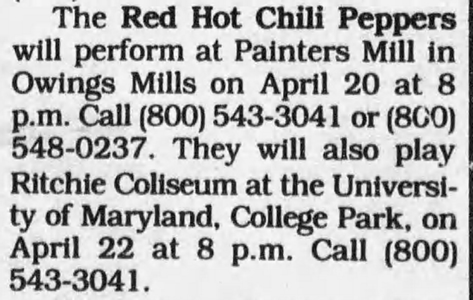 The Red Hot Chili Peppers
will perform at Painters Mill in
Owings Mills on April 20 at 8
p.m. Call (800) 543-3041 or (800)
548-0237. They will also play
Ritchie Coliseum at the Universi-
ty of Maryland, College Park, on
April 22 at 8 p.m. Call (800)
543-3041.